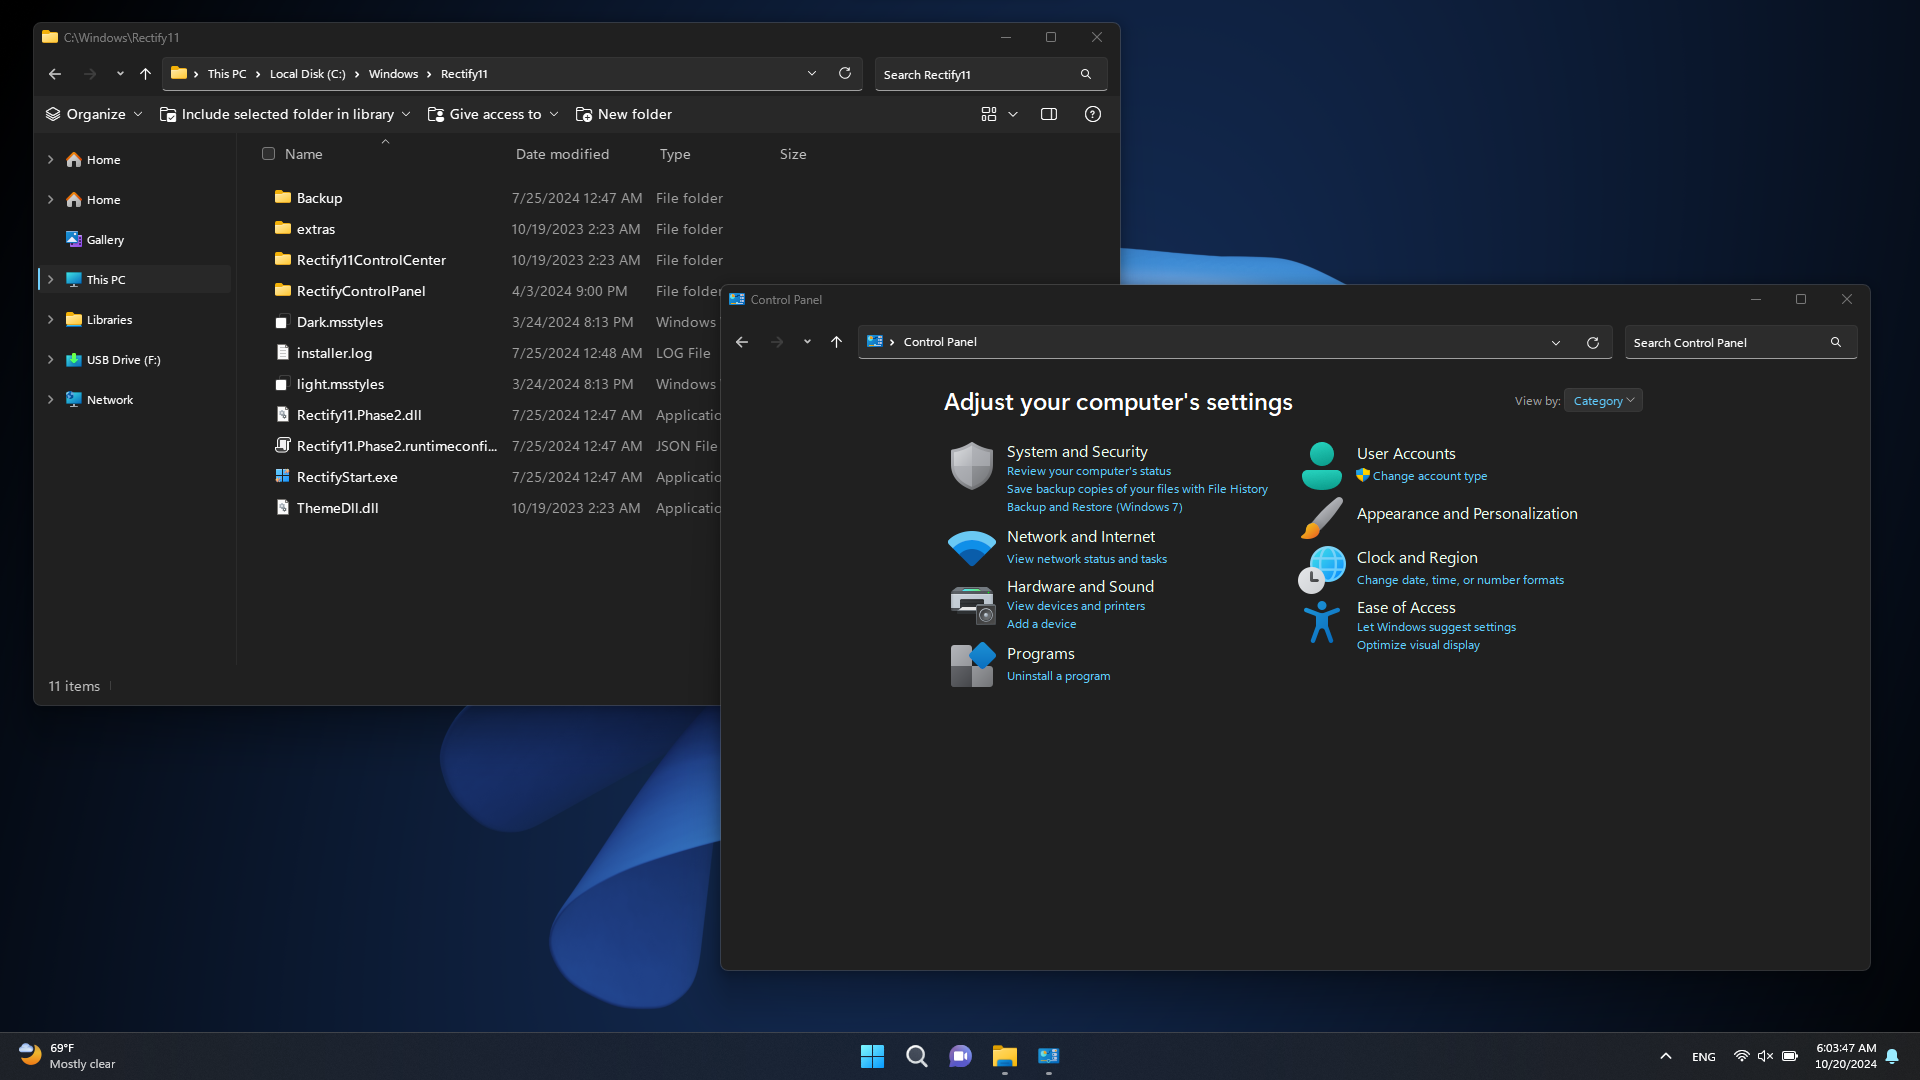 C:\Windows\Rectify11
This PC Local Disk (C:) Windows Rectify11
Search Rectify11
Organize Include selected folder in library Give access to New folder
Home
Home
Gallery
This PC
Libraries
USB Drive (F:)
Network
Name Date modified Type Size
Backup 7/25/2024 12:47 AM File folder
extras 10/19/2023 2:23 AM File folder
Rectify11ControlCenter 10/19/2023 2:23 AM File folder
RectifyControlPanel 4/3/2024 9:00 PM File folder
Dark.msstyles 3/24/2024 8:13 PM Windows
installer.log 7/25/2024 12:48 AM LOG File
light.msstyles 3/24/2024 8:13 PM Windows
Rectify11.Phase2.dll 7/25/2024 12:47 AM Applicatio
Rectify11.Phase2.runtimeconfi... 7/25/2024 12:47 AM JSON File
RectifyStart.exe 7/25/2024 12:47 AM Applicatio
ThemeDll.dll 10/19/2023 2:23 AM Applicatio
11 items
Control Panel
Control Panel
Search Control Panel
Adjust your computer's settings
View by: Category
System and Security
Review your computer's status
Save backup copies of your files with File History
Backup and Restore (Windows 7)
Network and Internet
View network status and tasks
Hardware and Sound
View devices and printers
Add a device
Programs
Uninstall a program
User Accounts
Change account type
Appearance and Personalization
Clock and Region
Change date, time, or number formats
Ease of Access
Let Windows suggest settings
Optimize visual display
69°F
Mostly clear
ENG
6:03:47 AM
10/20/2024